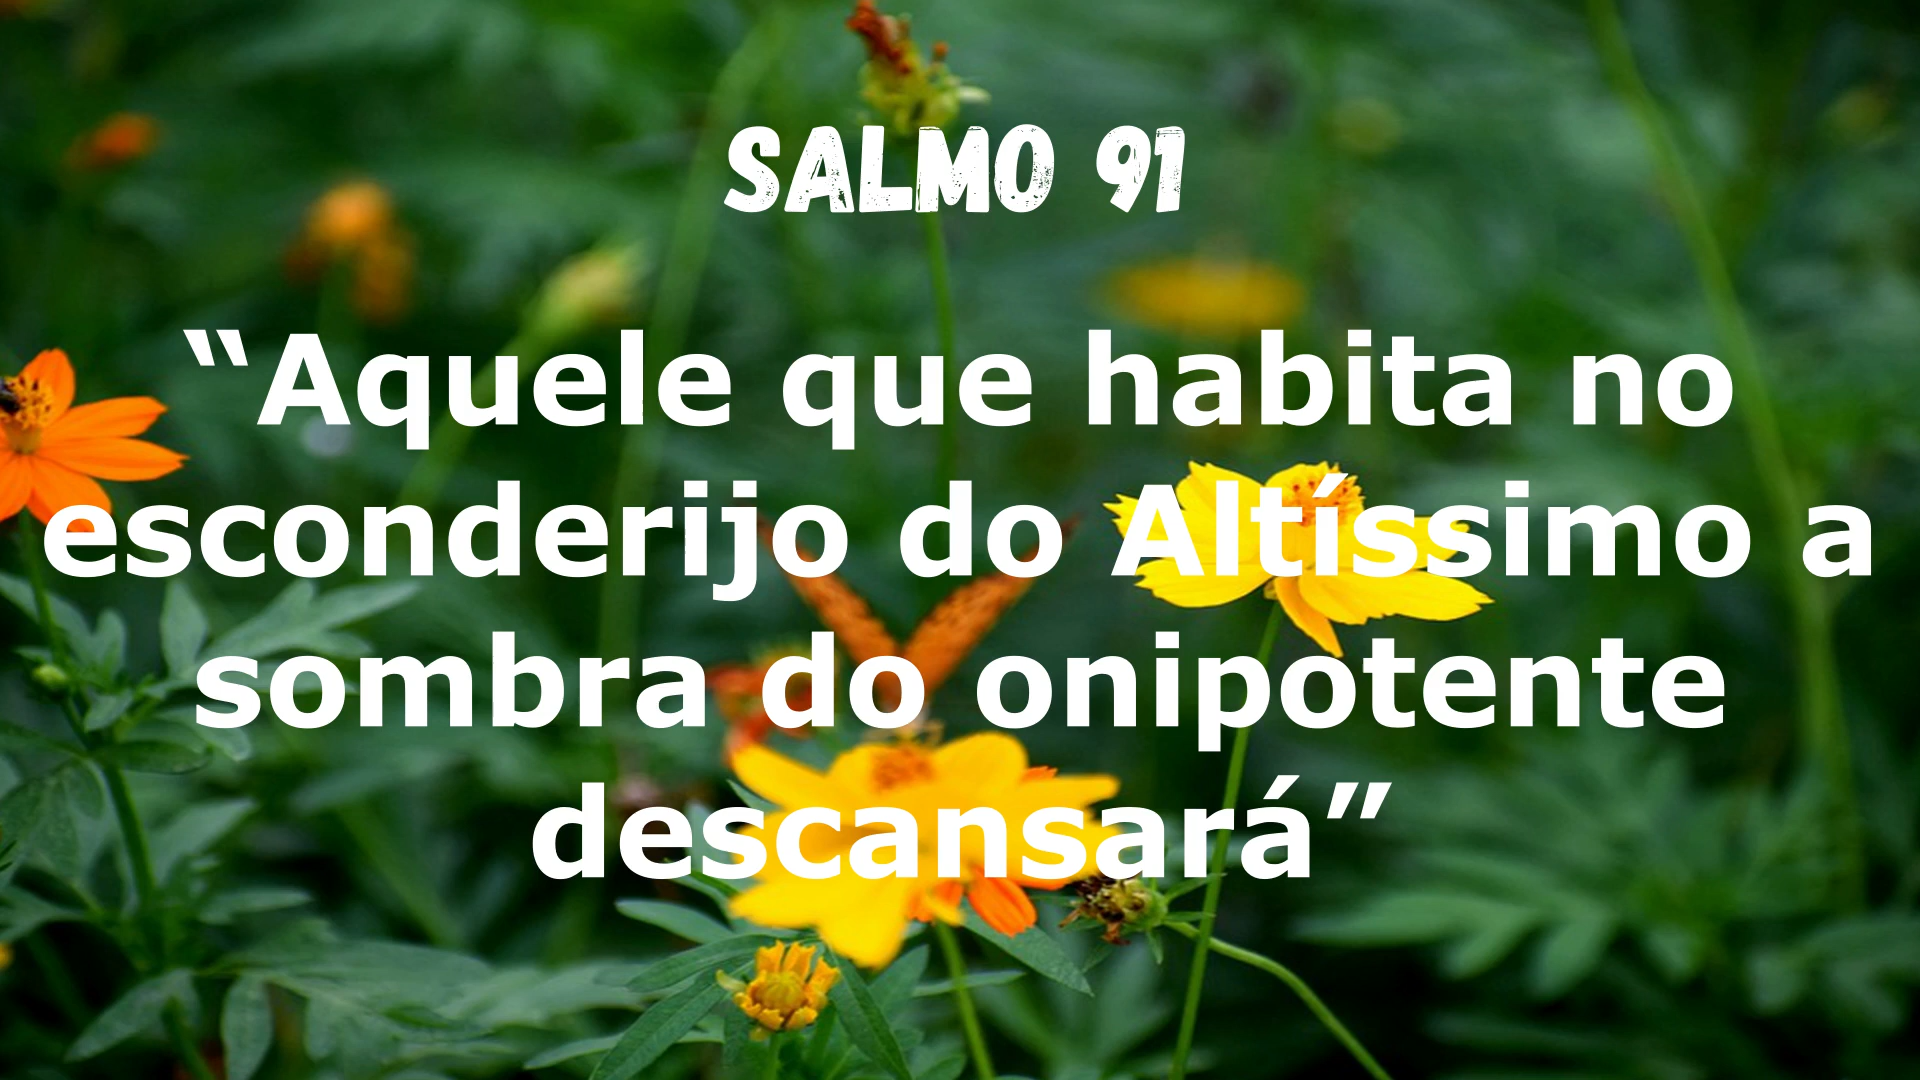 SALMO 91
“Aquele que habita no
esconderijo do Altíssimo a
sombra do onipotente
descansará”